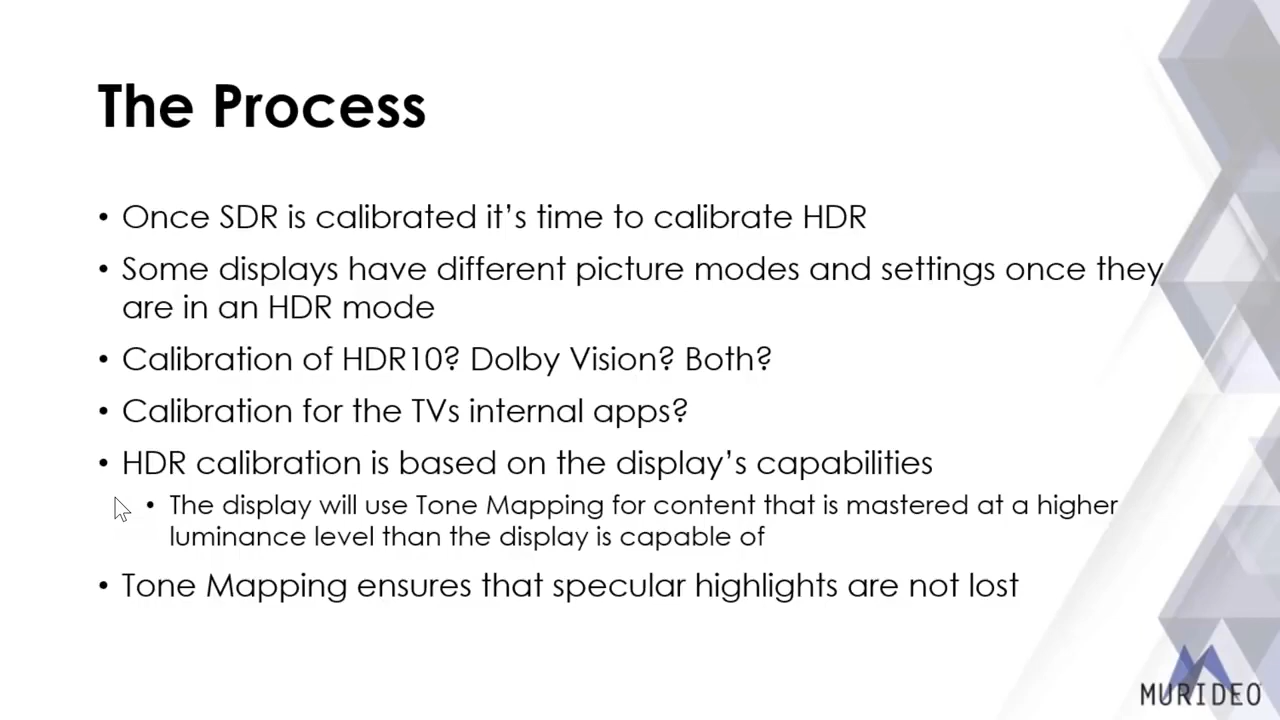 The Process
• Once SDR is calibrated it’s time to calibrate HDR
• Some displays have different picture modes and settings once they
are in an HDR mode
• Calibration of HDR10? Dolby Vision? Both?
• Calibration for the TVs internal apps?
• HDR calibration is based on the display’s capabilities
• The display will use Tone Mapping for content that is mastered at a higher
luminance level than the display is capable of
• Tone Mapping ensures that specular highlights are not lost
MURIDEO